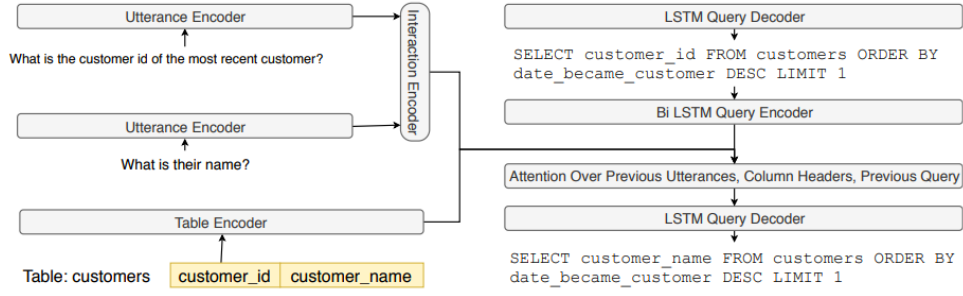 Utterance Encoder
What is the customer id of the most recent customer?
Interaction Encoder
Utterance Encoder
What is their name?
Table Encoder
Table: customers
customer_id
customer_name
LSTM Query Decoder
SELECT customer_id FROM customers ORDER BY
date_became_customer DESC LIMIT 1
Bi LSTM Query Encoder
Attention Over Previous Utterances, Column Headers, Previous Query
LSTM Query Decoder
SELECT customer_name FROM customers ORDER BY
date_became_customer DESC LIMIT 1